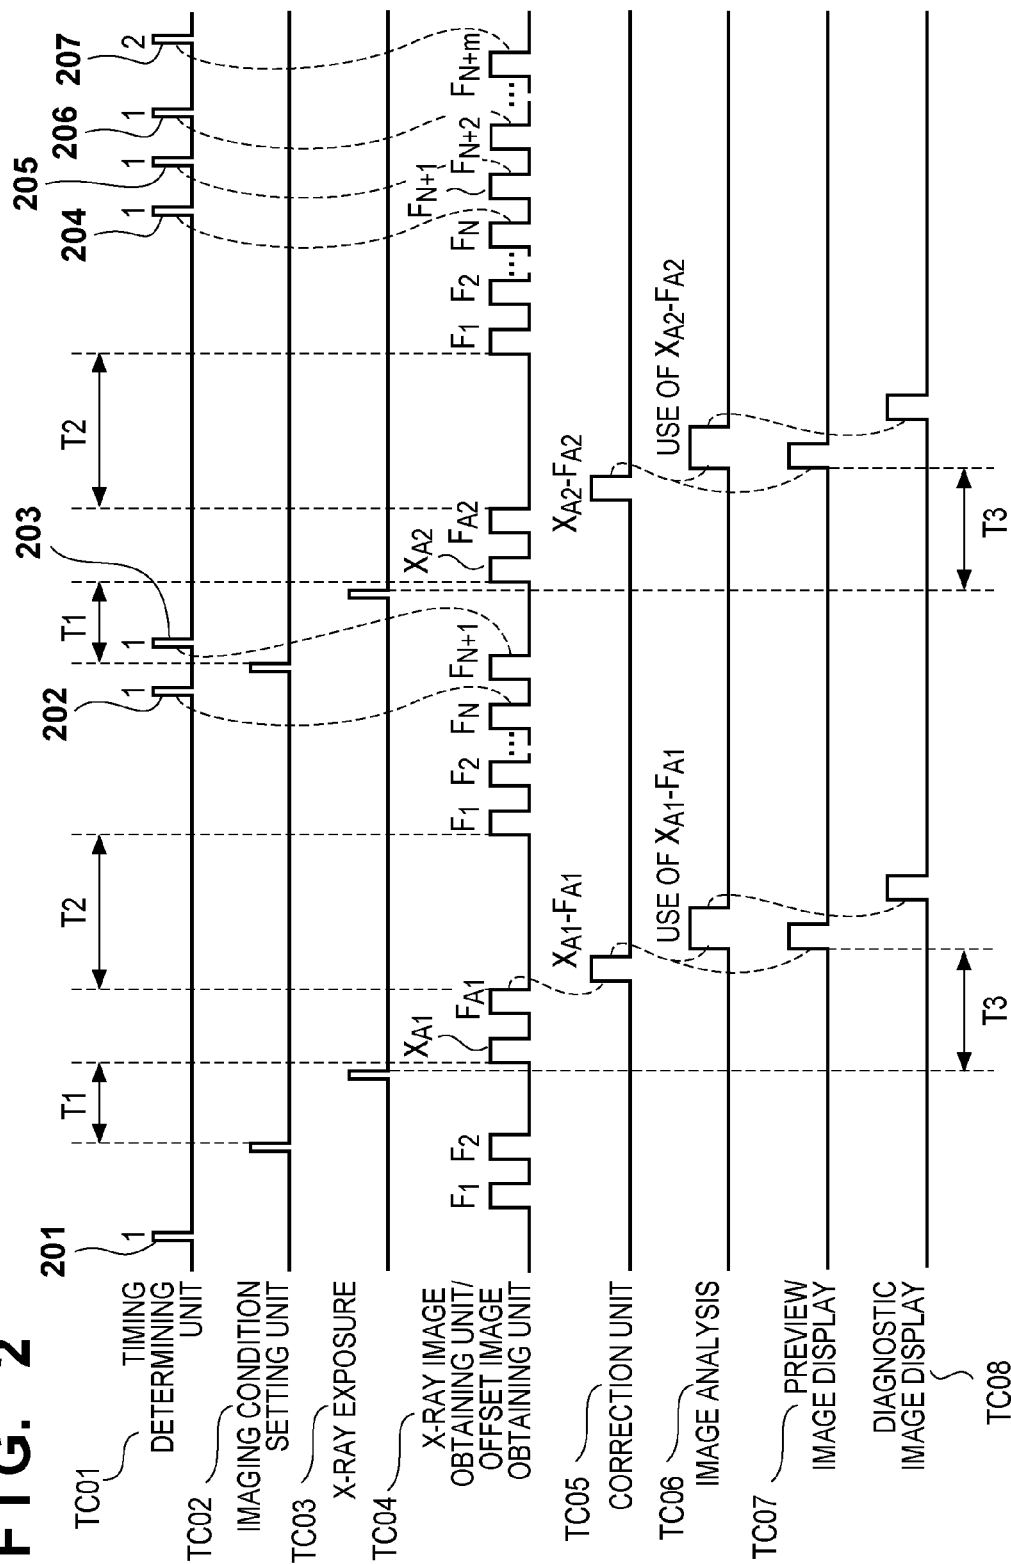 FIG. 2
201
202
203
204
205
206
207
TC01
TIMING
DETERMINING
UNIT
1
1
1
1
1
1
2
T1
T2
T1
T2
TC02
IMAGING CONDITION
SETTING UNIT
TC03
X-RAY EXPOSURE
TC04
X-RAY IMAGE
OBTAINING UNIT/
OFFSET IMAGE
OBTAINING UNIT
F1
F2
XA1
FA1
F1
F2
...
FN
FN+1
XA2
FA2
F1
F2
...
FN
FN+1
FN+2
...
FN+m
TC05
CORRECTION UNIT
XA1-FA1
XA2-FA2
TC06
IMAGE ANALYSIS
USE OF XA1-FA1
USE OF XA2-FA2
TC07
PREVIEW
IMAGE DISPLAY
DIAGNOSTIC
IMAGE DISPLAY
TC08
T3
T3